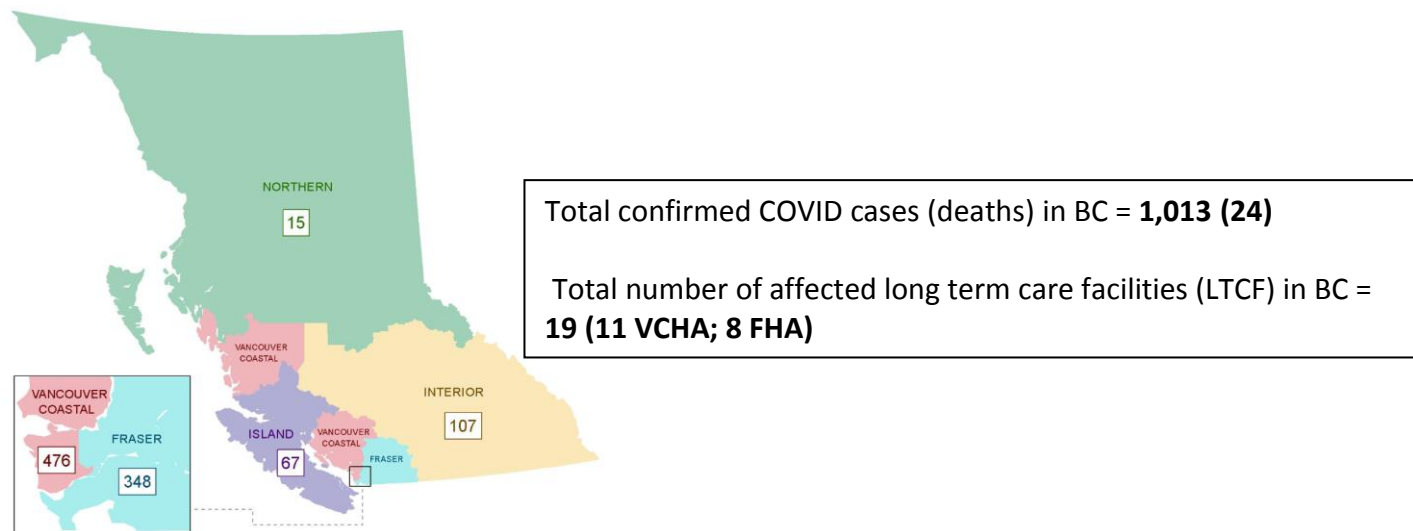 NORTHERN
15
VANCOUVER
COASTAL
INTERIOR
107
ISLAND
67
VANCOUVER
COASTAL
FRASER
VANCOUVER
COASTAL
FRASER
476
348
Total confirmed COVID cases (deaths) in BC = 1,013 (24)
Total number of affected long term care facilities (LTCF) in BC =
19 (11 VCHA; 8 FHA)